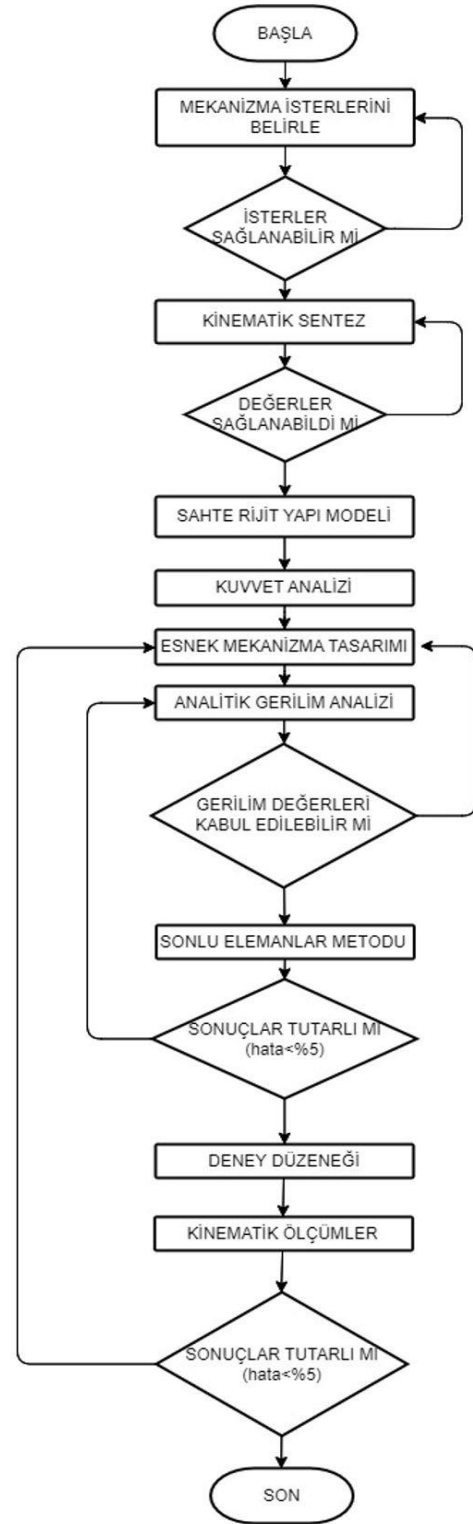 BAŞLA
MEKANİZMA İSTERLERİNİ
BELİRLE
İSTERLER
SAĞLANABİLİR Mİ
KİNEMATİK SENTEZ
DEĞERLER
SAĞLANABİLDİ Mİ
SAHTE RİJİT YAPI MODELİ
KUVVET ANALİZİ
ESNEK MEKANİZMA TASARIMI
ANALİTİK GERİLİM ANALİZİ
GERİLİM DEĞERLERİ
KABUL EDİLEBİLİR Mİ
SONLU ELEMANLAR METODU
SONUÇLAR TUTARLI MI
(hata<%5)
DENEY DÜZENEĞİ
KİNEMATİK ÖLÇÜMLER
SONUÇLAR TUTARLI MI
(hata<%5)
SON